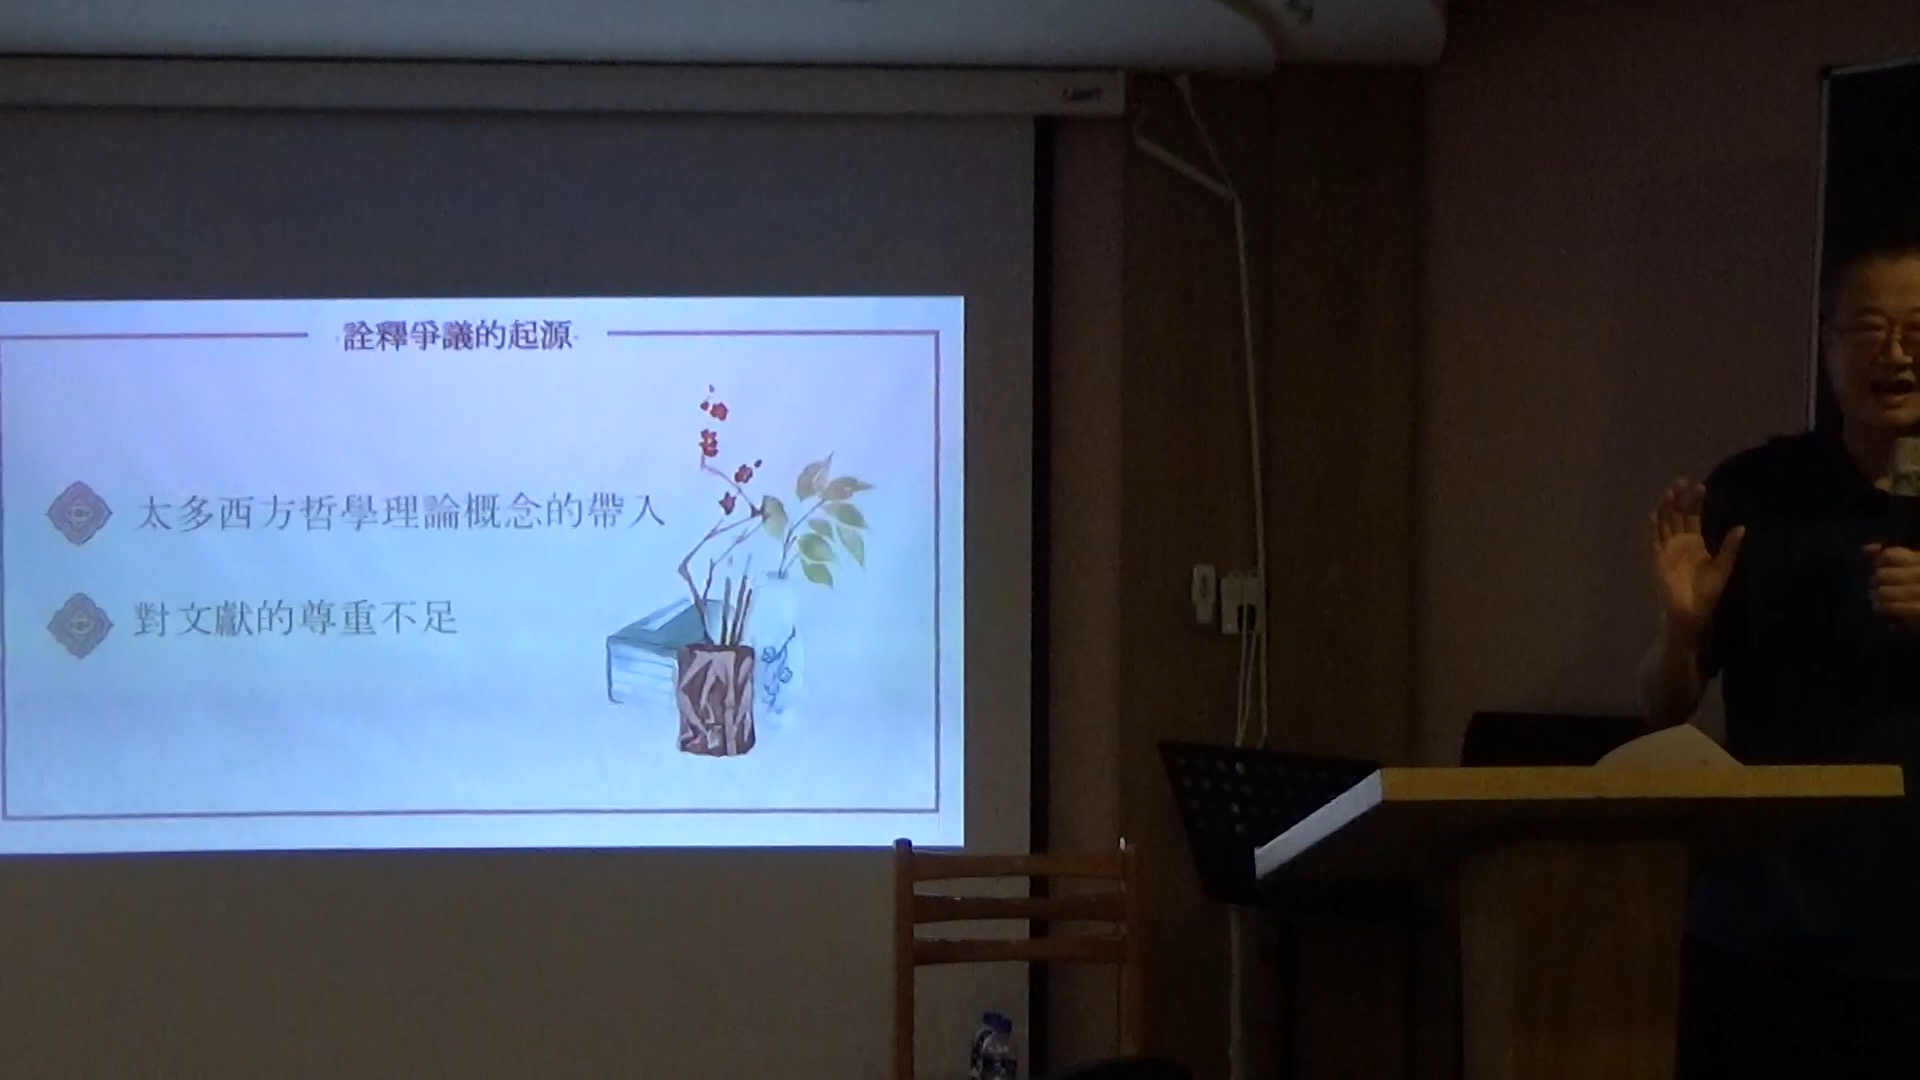 詮釋爭議的起源
太多西方哲學理論概念的帶入
對文獻的尊重不足